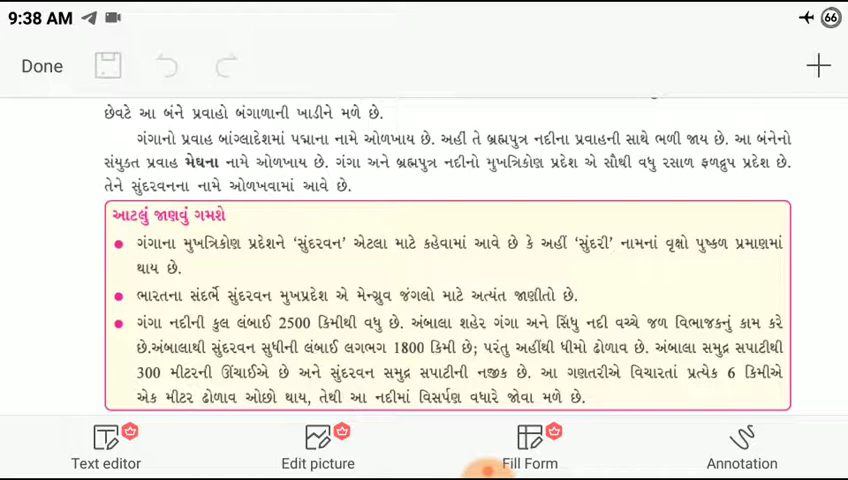 9:38 AM
66
Done
છેવટે આ બંને પ્રવાહો બંગાળાની ખાડીને મળે છે.
ગંગાનો પ્રવાહ બાંગ્લાદેશમાં પદ્માના નામે ઓળખાય છે. અહીં તે બ્રહ્મપુત્ર નદીના પ્રવાહની સાથે ભળી જાય છે. આ બંનેનો
સંયુક્ત પ્રવાહ મેઘના નામે ઓળખાય છે. ગંગા અને બ્રહ્મપુત્ર નદીનો મુખત્રિકોણ પ્રદેશ એ સૌથી વધુ રસાળ ફળદ્રુપ પ્રદેશ છે.
તેને સુંદરવનના નામે ઓળખવામાં આવે છે.
આટલું જાણવું ગમશે
● ગંગાના મુખત્રિકોણ પ્રદેશને ‘સુંદરવન’ એટલા માટે કહેવામાં આવે છે કે અહીં ‘સુંદરી’ નામનાં વૃક્ષો પુષ્કળ પ્રમાણમાં
થાય છે.
● ભારતના સંદર્ભે સુંદરવન મુખપ્રદેશ એ મેન્ગ્રુવ જંગલો માટે અત્યંત જાણીતો છે.
● ગંગા નદીની કુલ લંબાઈ 2500 કિમીથી વધુ છે. અંબાલા શહેર ગંગા અને સિંધુ નદી વચ્ચે જળ વિભાજકનું કામ કરે
છે.અંબાલાથી સુંદરવન સુધીની લંબાઈ લગભગ 1800 કિમી છે; પરંતુ અહીંથી ધીમો ઢોળાવ છે. અંબાલા સમુદ્ર સપાટીથી
300 મીટરની ઊંચાઈએ છે અને સુંદરવન સમુદ્ર સપાટીની નજીક છે. આ ગણતરીએ વિચારતાં પ્રત્યેક 6 કિમીએ
એક મીટર ઢોળાવ ઓછો થાય, તેથી આ નદીમાં વિસર્પણ વધારે જોવા મળે છે.
Text editor
Edit picture
Fill Form
Annotation